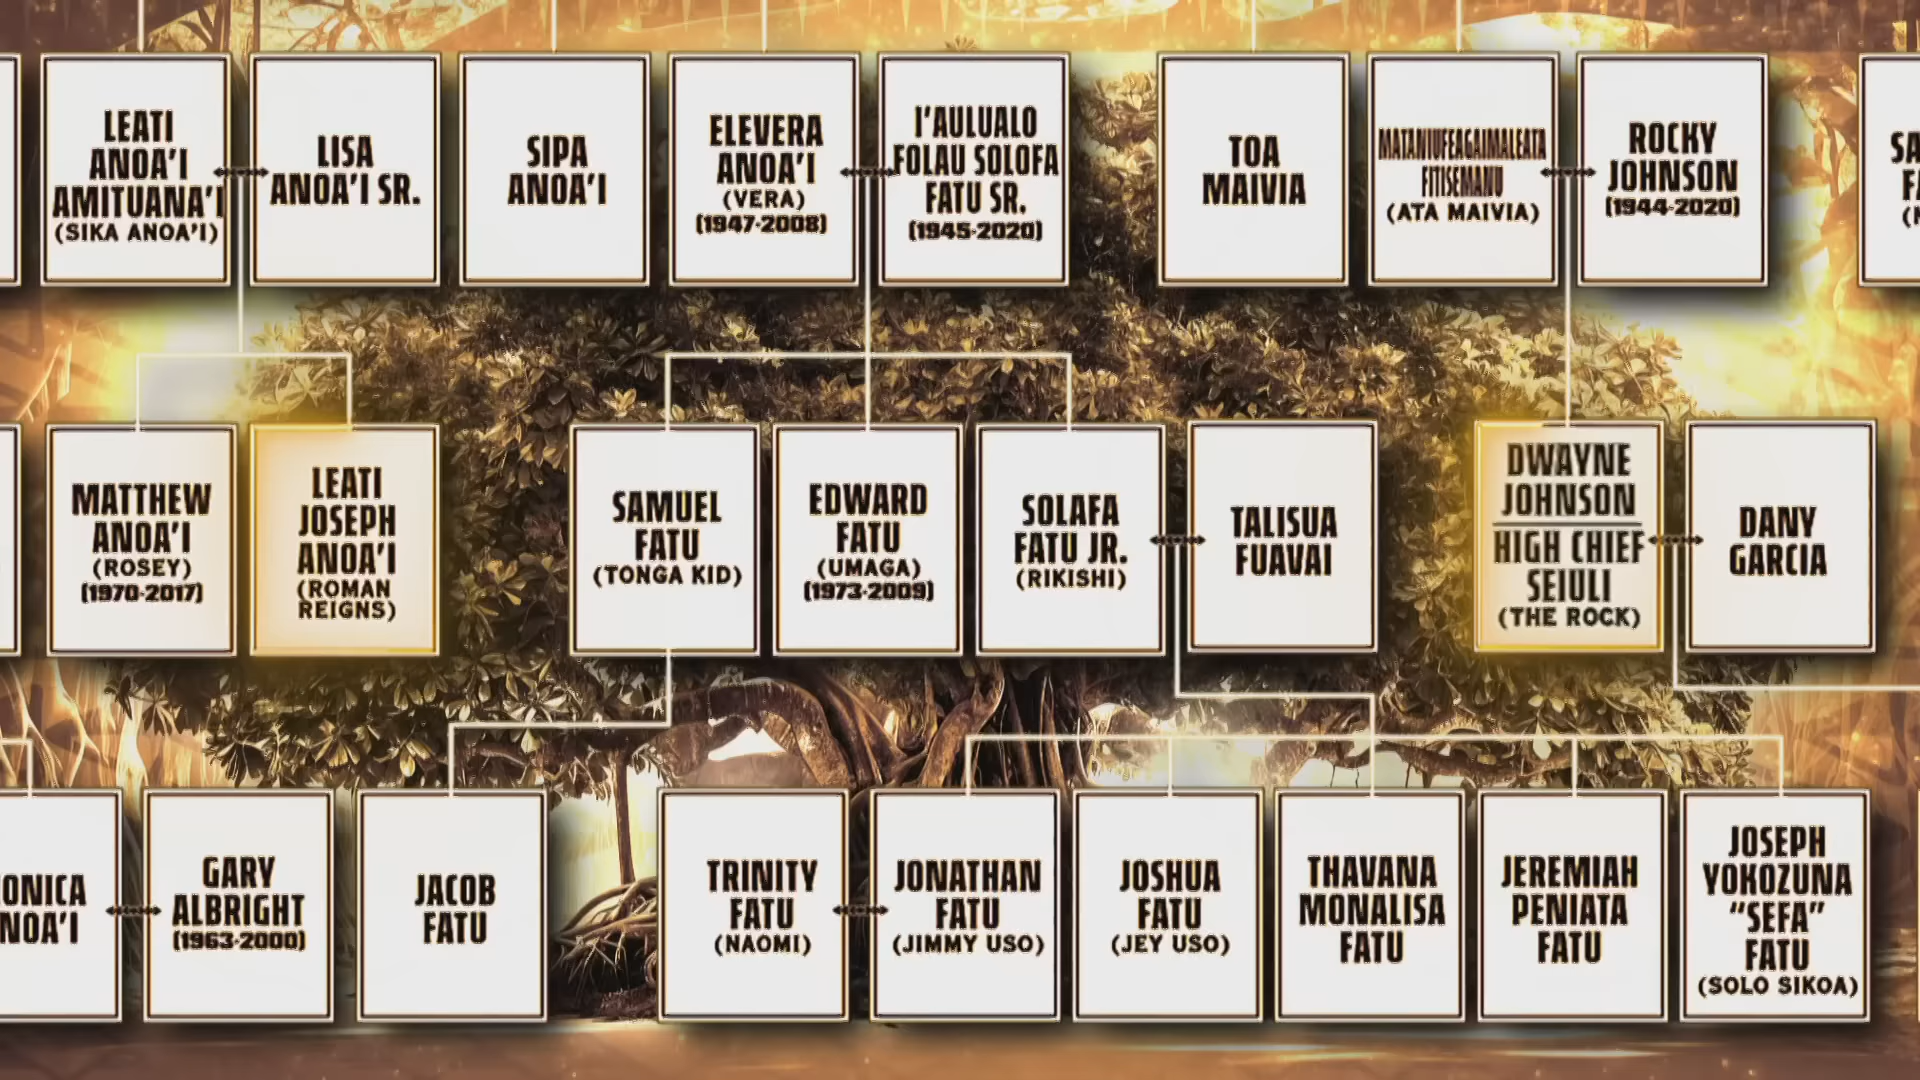 LEATI
ANOA'I
AMITUANA'I
(SIKA ANOA'I)
LISA
ANOA'I SR.
SIPA
ANOA'I
ELEVERA
ANOA'I
(VERA)
(1947-2008)
I'AULUALO
FOLAU SOLOFA
FATU SR.
(1945-2020)
TOA
MAIVIA
MATANIUFEAGAIMALEATA
FITISEMANU
(ATA MAIVIA)
ROCKY
JOHNSON
(1944-2020)
MATTHEW
ANOA'I
(ROSEY)
(1970-2017)
LEATI
JOSEPH
ANOA'I
(ROMAN
REIGNS)
SAMUEL
FATU
(TONGA KID)
EDWARD
FATU
(UMAGA)
(1973-2009)
SOLAFA
FATU JR.
(RIKISHI)
TALISUA
FUAVAI
DWAYNE
JOHNSON
HIGH CHIEF
SEIULI
(THE ROCK)
DANY
GARCIA
ONICA
NOA'I
GARY
ALBRIGHT
(1963-2000)
JACOB
FATU
TRINITY
FATU
(NAOMI)
JONATHAN
FATU
(JIMMY USO)
JOSHUA
FATU
(JEY USO)
THAVANA
MONALISA
FATU
JEREMIAH
PENIATA
FATU
JOSEPH
YOKOZUNA
"SEFA"
FATU
(SOLO SIKOA)